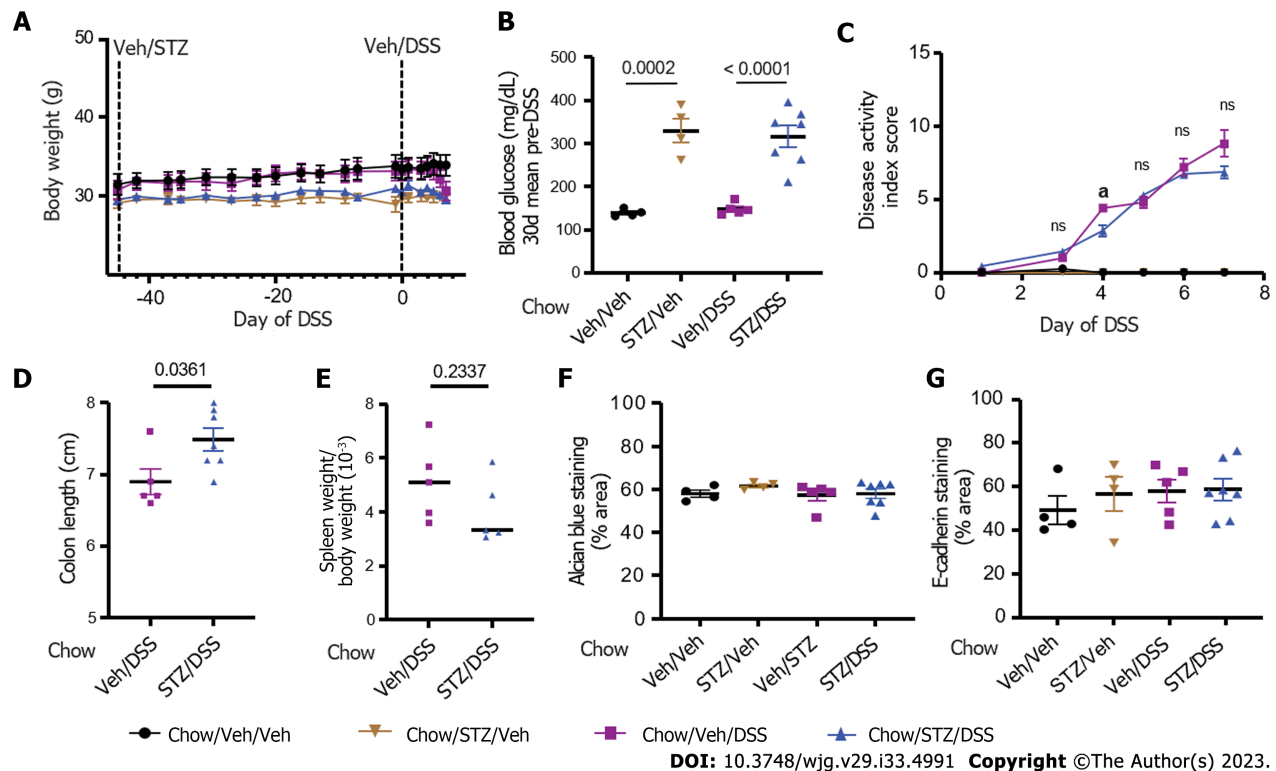 A
Body weight (g)
50
40
30
Veh/STZ
Veh/DSS
-40
-20
0
Day of DSS
B
Blood glucose (mg/dL)
30d mean pre-DSS
500
400
300
200
100
0
0.0002
< 0.0001
Chow
Veh/Veh
STZ/Veh
Veh/DSS
STZ/DSS
C
Disease activity
index score
15
10
5
0
ns
a
ns
ns
ns
0
2
4
6
8
Day of DSS
D
0.0361
Colon length (cm)
8
7
6
5
Chow
Veh/DSS
STZ/DSS
E
0.2337
Spleen weight/
body weight (10⁻³)
8
6
4
2
0
Chow
Veh/DSS
STZ/DSS
F
Alcian blue staining
(% area)
100
80
60
40
20
0
Chow
Veh/Veh
STZ/Veh
Veh/STZ
STZ/DSS
G
E-cadherin staining
(% area)
100
80
60
40
20
0
Chow
Veh/Veh
STZ/Veh
Veh/DSS
STZ/DSS
Chow/Veh/Veh
Chow/STZ/Veh
Chow/Veh/DSS
Chow/STZ/DSS
DOI: 10.3748/wjg.v29.i33.4991 Copyright ©The Author(s) 2023.